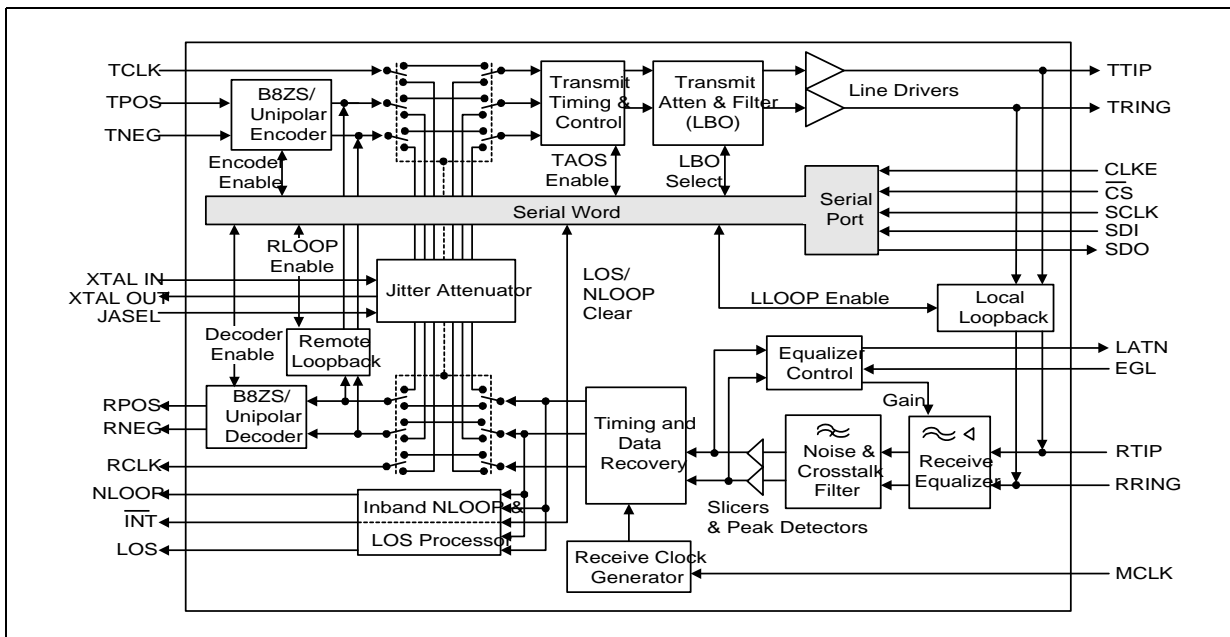 TCLK
TPOS
TNEG
B8ZS/
Unipolar
Encoder
Encoder
Enable
Transmit
Timing &
Control
TAOS
Enable
Transmit
Atten & Filter
(LBO)
LBO
Select
Line Drivers
TTIP
TRING
Serial Word
Serial
Port
CLKE
CS
SCLK
SDI
SDO
RLOOP
Enable
XTAL IN
XTAL OUT
JASEL
Jitter Attenuator
LOS/
NLOOP
Clear
LLOOP Enable
Local
Loopback
Decoder
Enable
Remote
Loopback
Equalizer
Control
LATN
EGL
Gain
B8ZS/
Unipolar
Decoder
RPOS
RNEG
RCLK
Timing and
Data
Recovery
Noise &
Crosstalk
Filter
Receive
Equalizer
RTIP
RRING
Slicers
& Peak Detectors
NLOOP
INT
LOS
Inband NLOOP &
LOS Processor
Receive Clock
Generator
MCLK